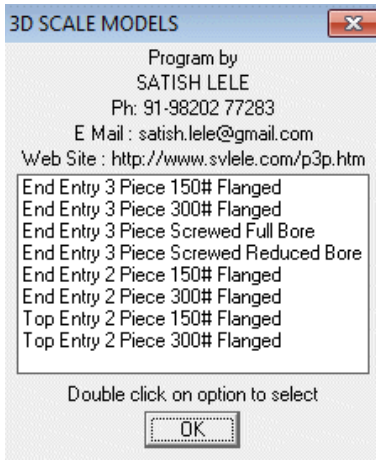 3D SCALE MODELS
Program by
SATISH LELE
Ph: 91-98202 77283
E Mail : satish.lele@gmail.com
Web Site : http://www.svlele.com/p3p.htm
End Entry 3 Piece 150# Flanged
End Entry 3 Piece 300# Flanged
End Entry 3 Piece Screwed Full Bore
End Entry 3 Piece Screwed Reduced Bore
End Entry 2 Piece 150# Flanged
End Entry 2 Piece 300# Flanged
Top Entry 2 Piece 150# Flanged
Top Entry 2 Piece 300# Flanged
Double click on option to select
OK